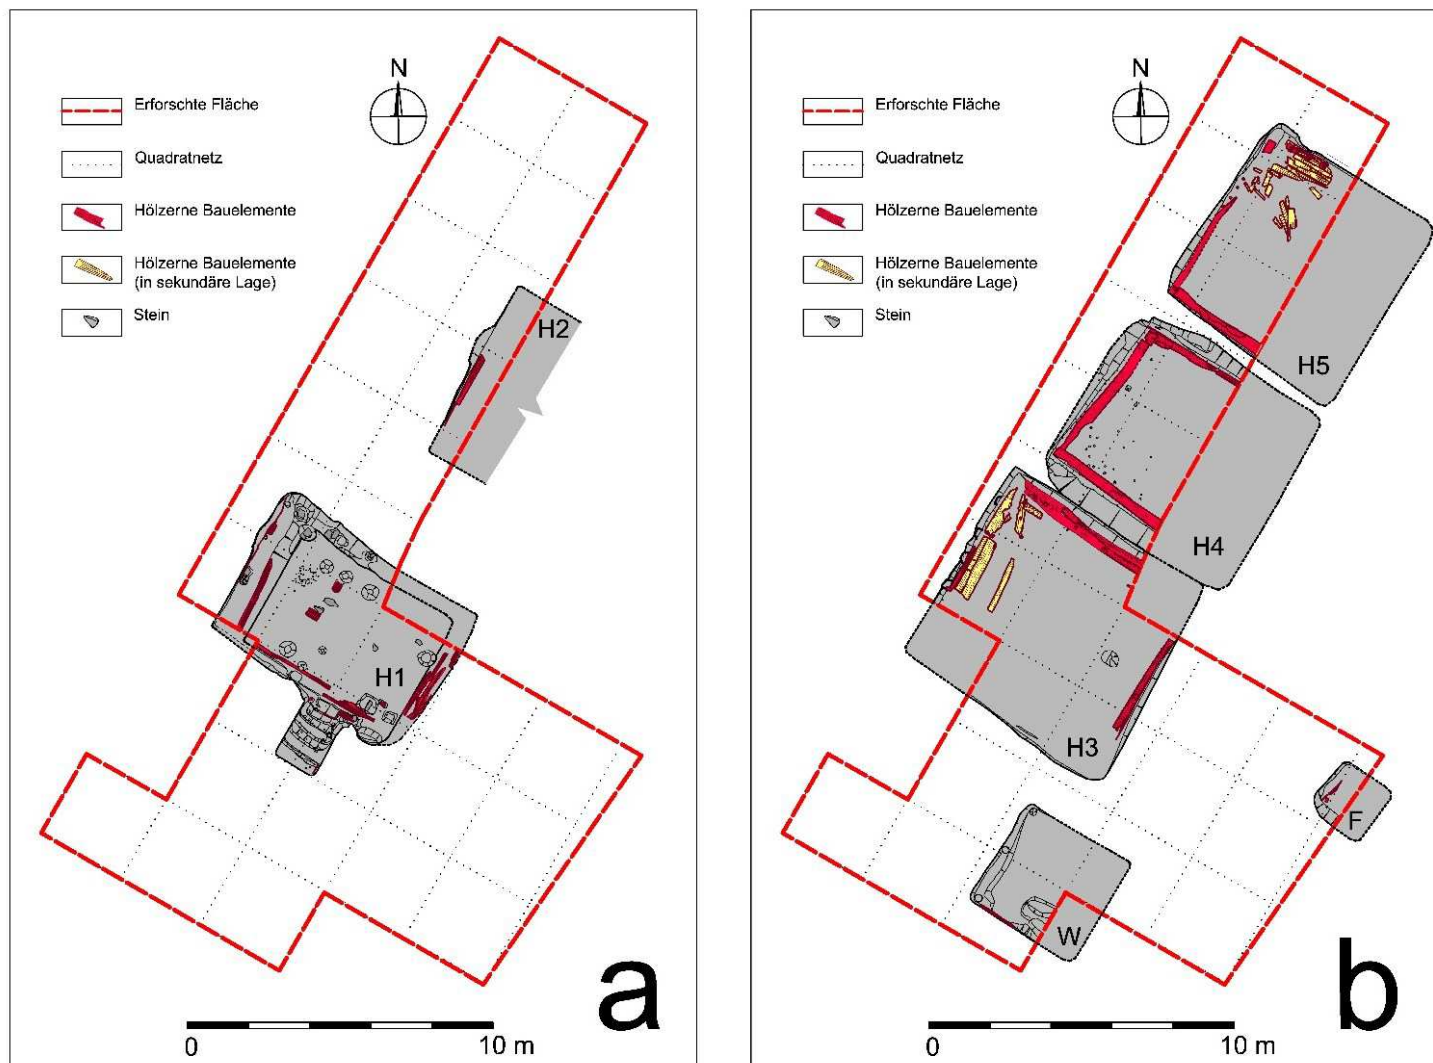 N
Erforschte Fläche
Quadratnetz
Hölzerne Bauelemente
Hölzerne Bauelemente
(in sekundäre Lage)
Stein
H2
H1
a
0 10 m
N
Erforschte Fläche
Quadratnetz
Hölzerne Bauelemente
Hölzerne Bauelemente
(in sekundäre Lage)
Stein
H5
H4
H3
F
W
b
0 10 m